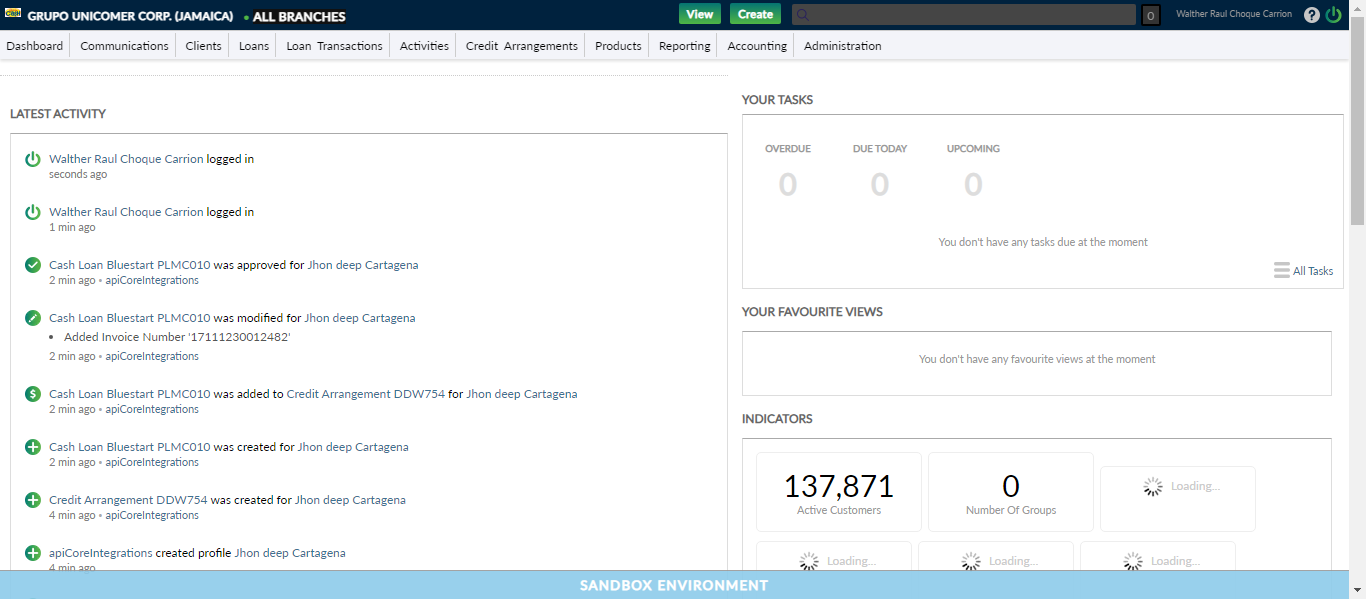 CASH
GRUPO UNICOMER CORP. (JAMAICA) • ALL BRANCHES View Create 0 Walther Raul Choque Carrion ?
Dashboard Communications Clients Loans Loan Transactions Activities Credit Arrangements Products Reporting Accounting Administration
LATEST ACTIVITY
Walther Raul Choque Carrion logged in
seconds ago
Walther Raul Choque Carrion logged in
1 min ago
Cash Loan Bluestart PLMC010 was approved for Jhon deep Cartagena
2 min ago • apiCoreIntegrations
Cash Loan Bluestart PLMC010 was modified for Jhon deep Cartagena
• Added Invoice Number '17111230012482'
2 min ago • apiCoreIntegrations
Cash Loan Bluestart PLMC010 was added to Credit Arrangement DDW754 for Jhon deep Cartagena
2 min ago • apiCoreIntegrations
Cash Loan Bluestart PLMC010 was created for Jhon deep Cartagena
2 min ago • apiCoreIntegrations
Credit Arrangement DDW754 was created for Jhon deep Cartagena
4 min ago • apiCoreIntegrations
apiCoreIntegrations created profile Jhon deep Cartagena
4 min ago
YOUR TASKS
OVERDUE DUE TODAY UPCOMING
0 0 0
You don't have any tasks due at the moment
All Tasks
YOUR FAVOURITE VIEWS
You don't have any favourite views at the moment
INDICATORS
137,871 0 Loading...
Active Customers Number Of Groups
Loading... Loading... Loading...
SANDBOX ENVIRONMENT